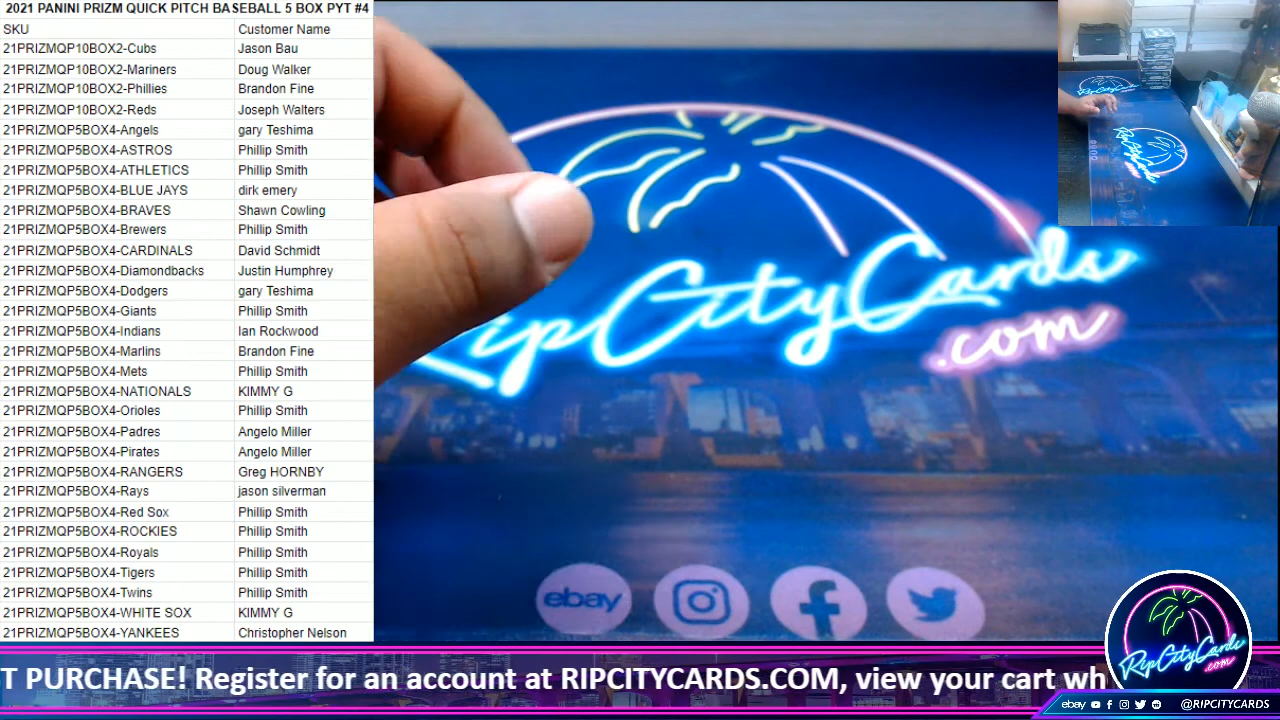 2021 PANINI PRIZM QUICK PITCH BASEBALL 5 BOX PYT #4
SKU Customer Name
21PRIZMQP10BOX2-Cubs Jason Bau
21PRIZMQP10BOX2-Mariners Doug Walker
21PRIZMQP10BOX2-Phillies Brandon Fine
21PRIZMQP10BOX2-Reds Joseph Walters
21PRIZMQP5BOX4-Angels gary Teshima
21PRIZMQP5BOX4-ASTROS Phillip Smith
21PRIZMQP5BOX4-ATHLETICS Phillip Smith
21PRIZMQP5BOX4-BLUE JAYS dirk emery
21PRIZMQP5BOX4-BRAVES Shawn Cowling
21PRIZMQP5BOX4-Brewers Phillip Smith
21PRIZMQP5BOX4-CARDINALS David Schmidt
21PRIZMQP5BOX4-Diamondbacks Justin Humphrey
21PRIZMQP5BOX4-Dodgers gary Teshima
21PRIZMQP5BOX4-Giants Phillip Smith
21PRIZMQP5BOX4-Indians Ian Rockwood
21PRIZMQP5BOX4-Marlins Brandon Fine
21PRIZMQP5BOX4-Mets Phillip Smith
21PRIZMQP5BOX4-NATIONALS KIMMY G
21PRIZMQP5BOX4-Orioles Phillip Smith
21PRIZMQP5BOX4-Padres Angelo Miller
21PRIZMQP5BOX4-Pirates Angelo Miller
21PRIZMQP5BOX4-RANGERS Greg HORNBY
21PRIZMQP5BOX4-Rays jason silverman
21PRIZMQP5BOX4-Red Sox Phillip Smith
21PRIZMQP5BOX4-ROCKIES Phillip Smith
21PRIZMQP5BOX4-Royals Phillip Smith
21PRIZMQP5BOX4-Tigers Phillip Smith
21PRIZMQP5BOX4-Twins Phillip Smith
21PRIZMQP5BOX4-WHITE SOX KIMMY G
21PRIZMQP5BOX4-YANKEES Christopher Nelson
RipCityCards
.com
ebay
RipCityCards
RipCityCards
RipCityCards
.com
T PURCHASE! Register for an account at RIPCITYCARDS.COM, view your cart wh
ebay @RIPCITYCARDS